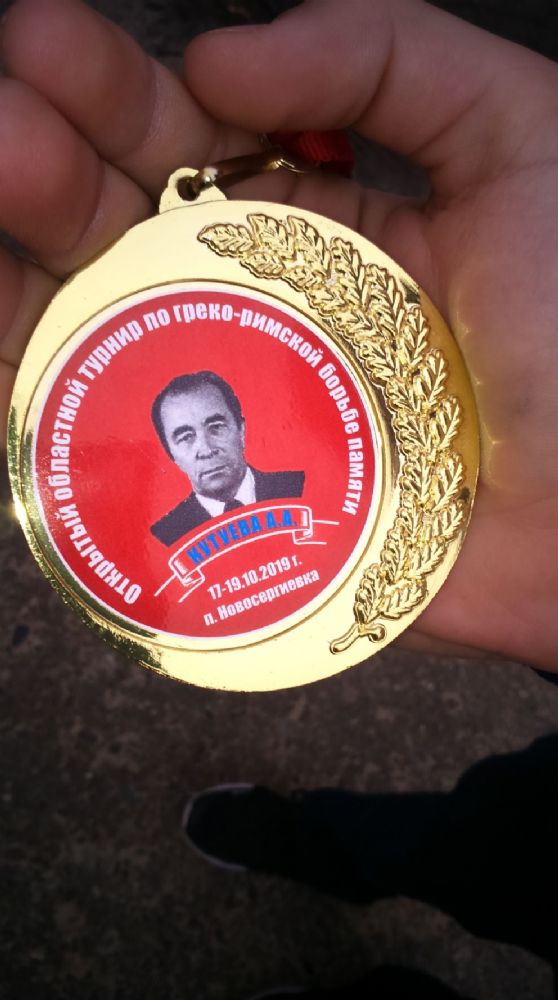 Открытый областной турнир по греко-римской борьбе памяти
КУТУЕВА А.А.
17-19.10.2019 г.
п. Новосергиевка